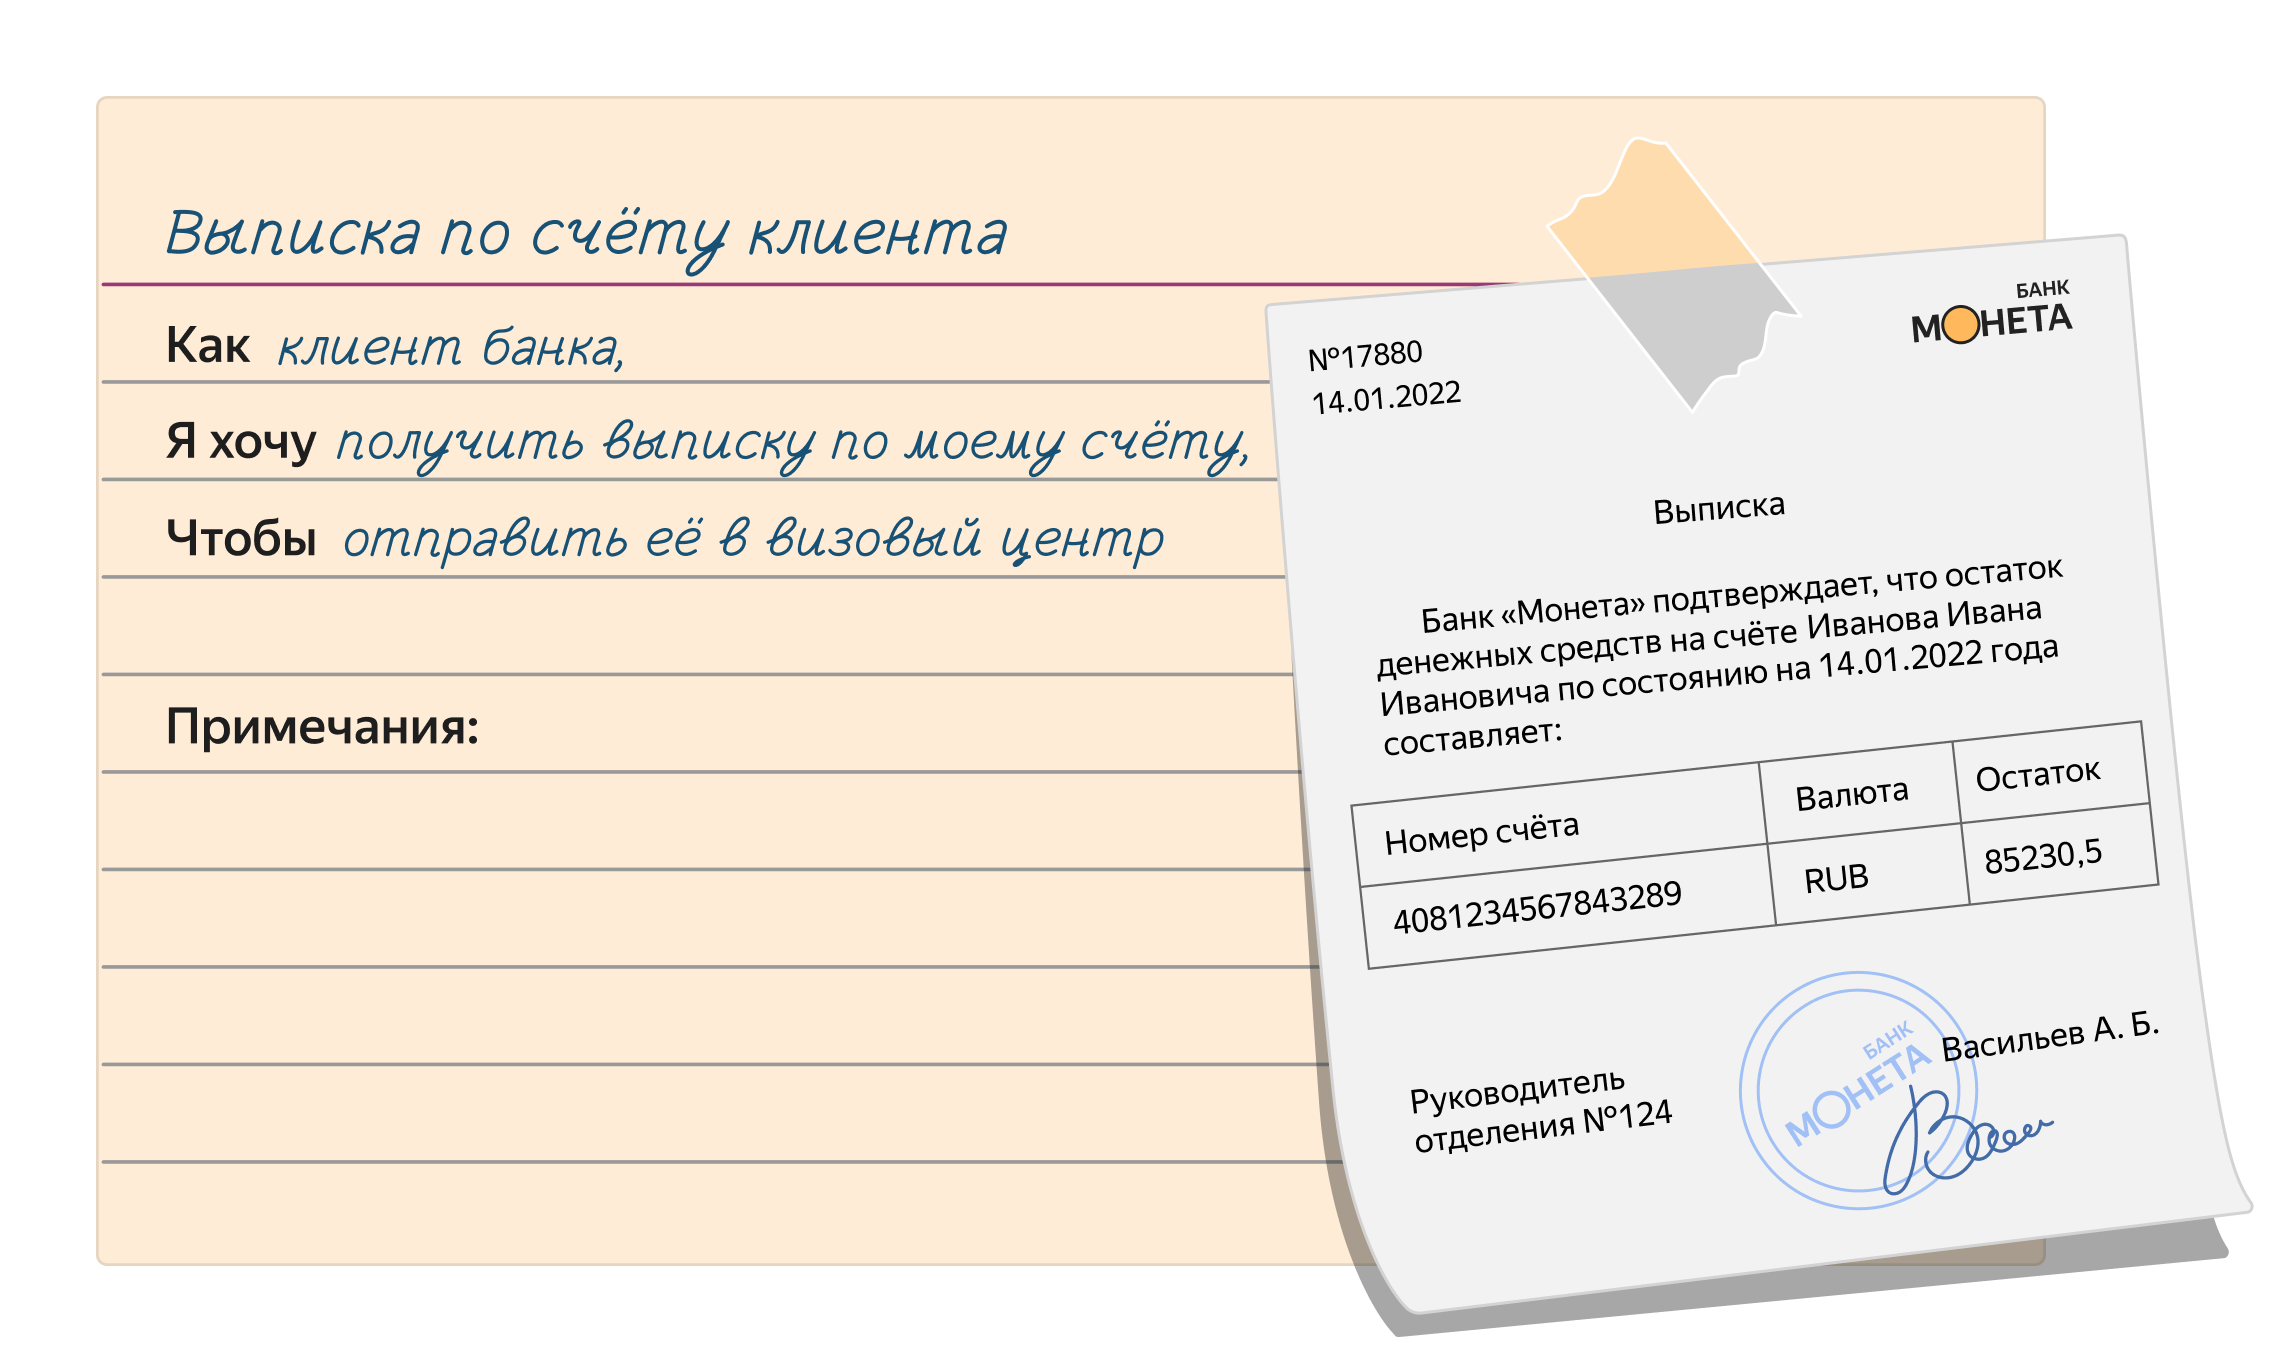 Выписка по счёту клиента
Как клиент банка,
Я хочу получить выписку по моему счёту,
Чтобы отправить её в визовый центр
Примечания:
БАНК
МОНЕТА
№17880
14.01.2022
Выписка
Банк «Монета» подтверждает, что остаток
денежных средств на счёте Иванова Ивана
Ивановича по состоянию на 14.01.2022 года
составляет:
Номер счёта Валюта Остаток
4081234567843289 RUB 85230,5
Руководитель
отделения №124
БАНК
МОНЕТА
Васильев А. Б.